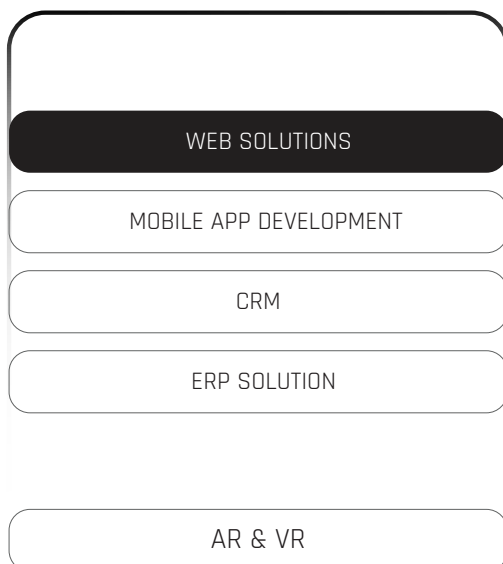 WEB SOLUTIONS
MOBILE APP DEVELOPMENT
CRM
ERP SOLUTION
AR & VR